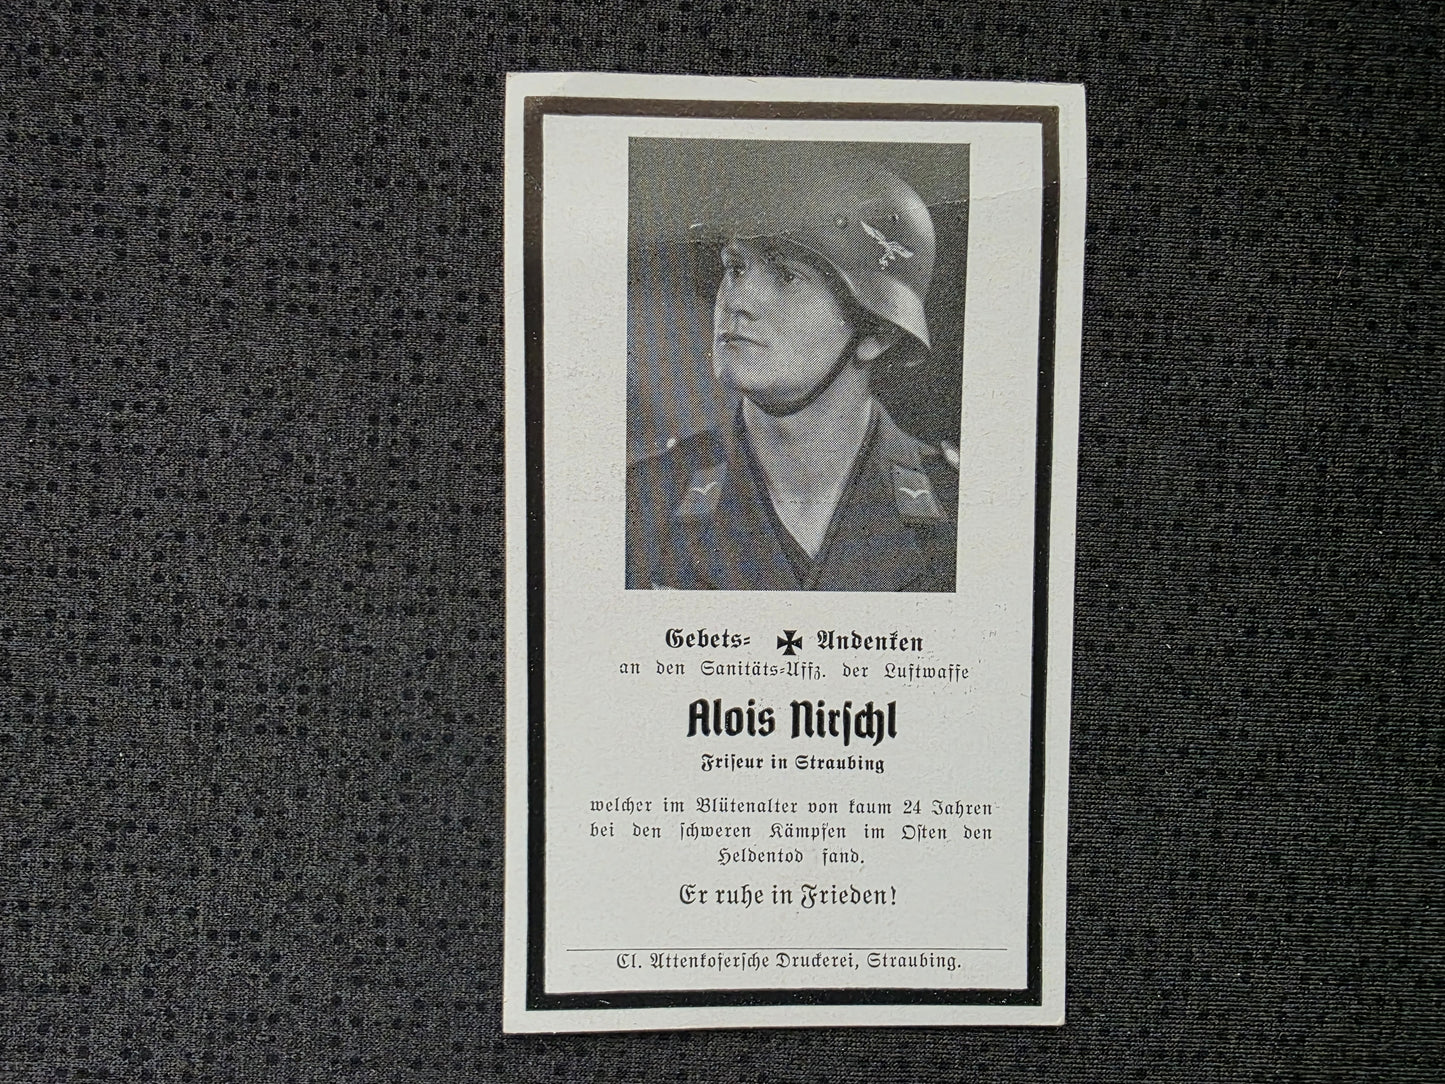 Gebets= Andenken
an den Sanitäts=Uffz. der Luftwaffe
Alois Nirschl
Friseur in Straubing
welcher im Blütenalter von kaum 24 Jahren
bei den schweren Kämpfen im Osten den
Heldentod fand.
Er ruhe in Frieden!
Cl. Attenkofersche Druckerei, Straubing.